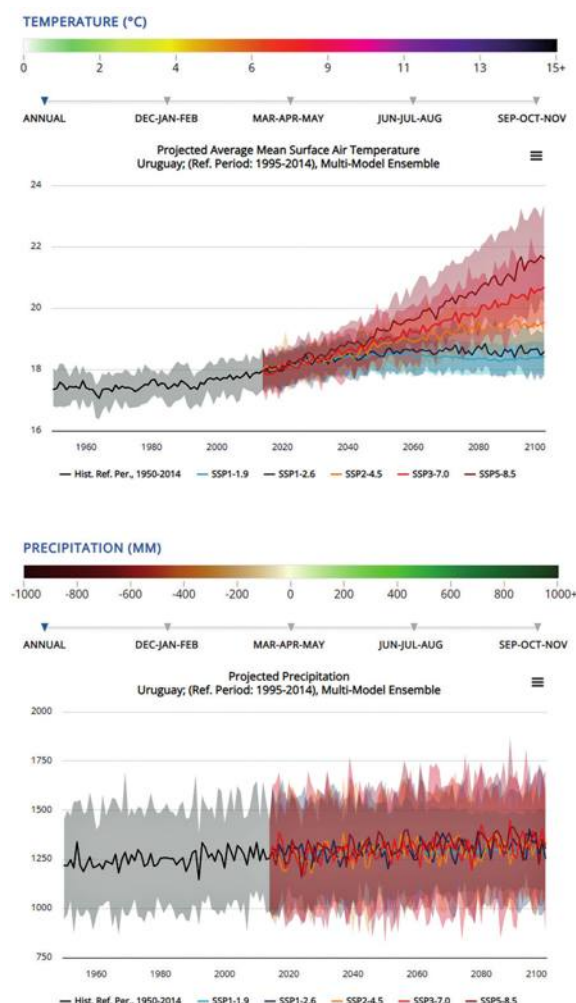 TEMPERATURE (°C)
0 2 4 6 9 11 13 15+
ANNUAL DEC-JAN-FEB MAR-APR-MAY JUN-JUL-AUG SEP-OCT-NOV
Projected Average Mean Surface Air Temperature
Uruguay; (Ref. Period: 1995-2014), Multi-Model Ensemble
24
22
20
18
16
1960 1980 2000 2020 2040 2060 2080 2100
Hist. Ref. Per., 1950-2014 SSP1-1.9 SSP1-2.6 SSP2-4.5 SSP3-7.0 SSP5-8.5
PRECIPITATION (MM)
-1000 -800 -600 -400 -200 0 200 400 600 800 1000+
ANNUAL DEC-JAN-FEB MAR-APR-MAY JUN-JUL-AUG SEP-OCT-NOV
Projected Precipitation
Uruguay; (Ref. Period: 1995-2014), Multi-Model Ensemble
2000
1750
1500
1250
1000
750
1960 1980 2000 2020 2040 2060 2080 2100
Hist. Ref. Per., 1950-2014 SSP1-1.9 SSP1-2.6 SSP2-4.5 SSP3-7.0 SSP5-8.5